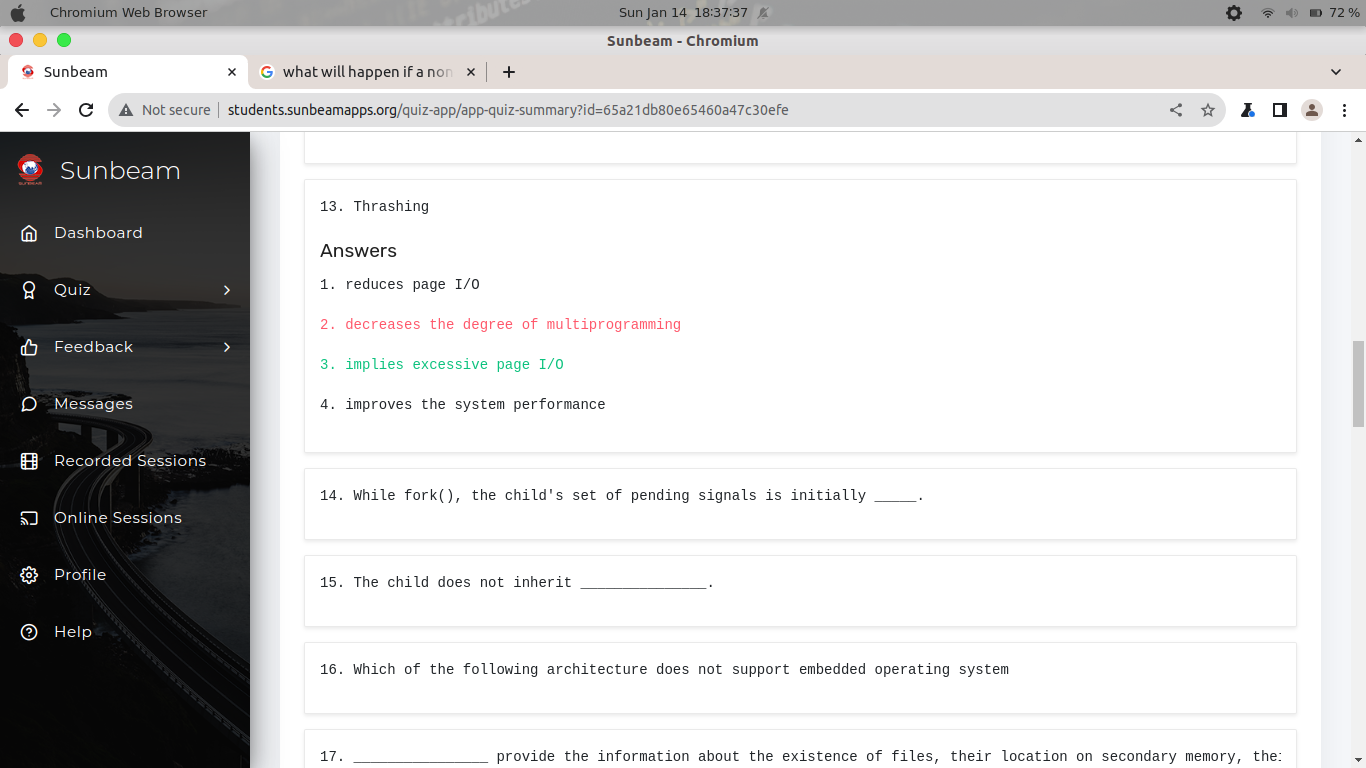 Chromium Web Browser
Sun Jan 14 18:37:37
72 %
Sunbeam - Chromium
Sunbeam
what will happen if a non
Not secure
students.sunbeamapps.org/quiz-app/app-quiz-summary?id=65a21db80e65460a47c30efe
Sunbeam
Dashboard
Quiz
Feedback
Messages
Recorded Sessions
Online Sessions
Profile
Help
13. Thrashing
Answers
1. reduces page I/O
2. decreases the degree of multiprogramming
3. implies excessive page I/O
4. improves the system performance
14. While fork(), the child's set of pending signals is initially _____.
15. The child does not inherit _______________.
16. Which of the following architecture does not support embedded operating system
17. ________________ provide the information about the existence of files, their location on secondary memory, thei